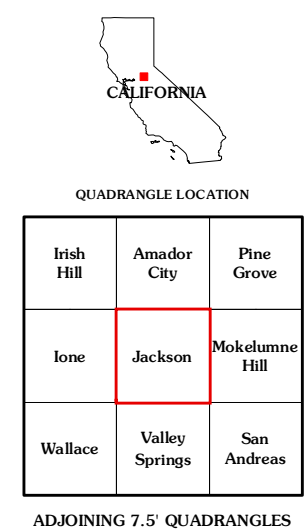 CALIFORNIA
QUADRANGLE LOCATION
Irish
Hill
Amador
City
Pine
Grove
Ione
Jackson
Mokelumne
Hill
Wallace
Valley
Springs
San
Andreas
ADJOINING 7.5' QUADRANGLES